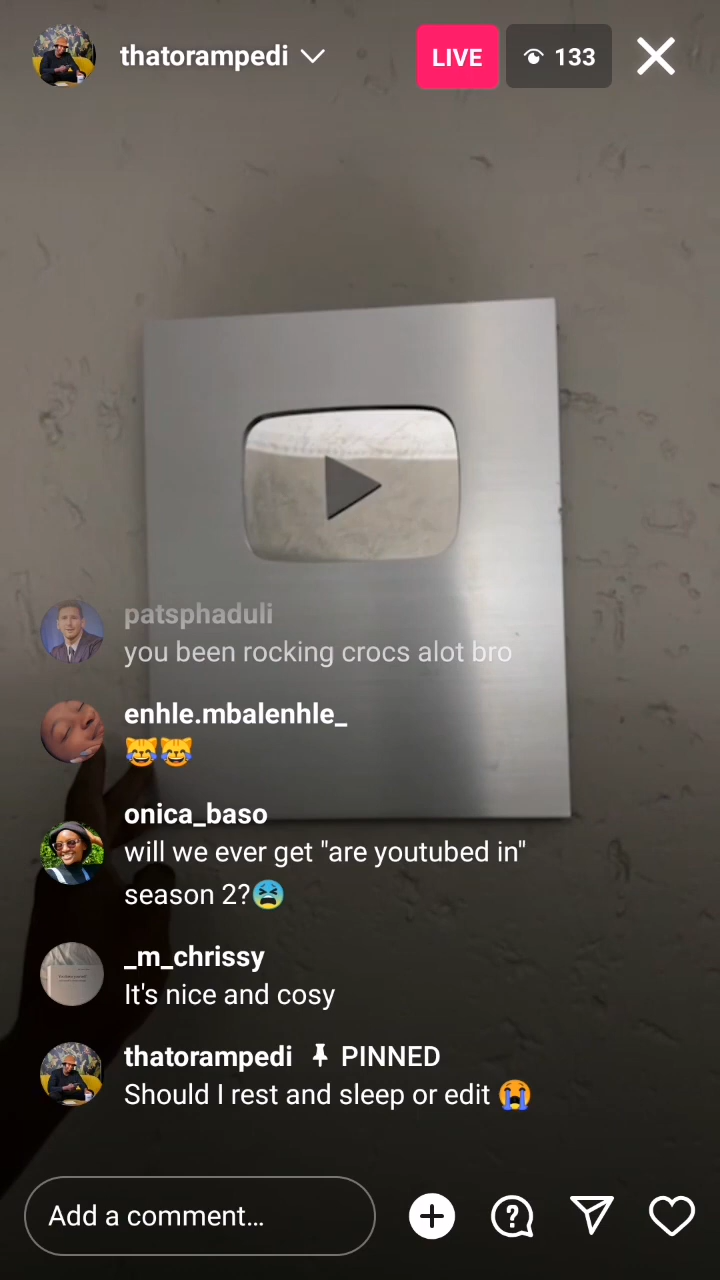 thatorampedi
LIVE
133
patsphaduli
you been rocking crocs alot bro
enhle.mbalenhle_
😹😹
onica_baso
will we ever get "are youtubed in"
season 2?😫
_m_chrissy
It's nice and cosy
thatorampedi PINNED
Should I rest and sleep or edit 😭
Add a comment...